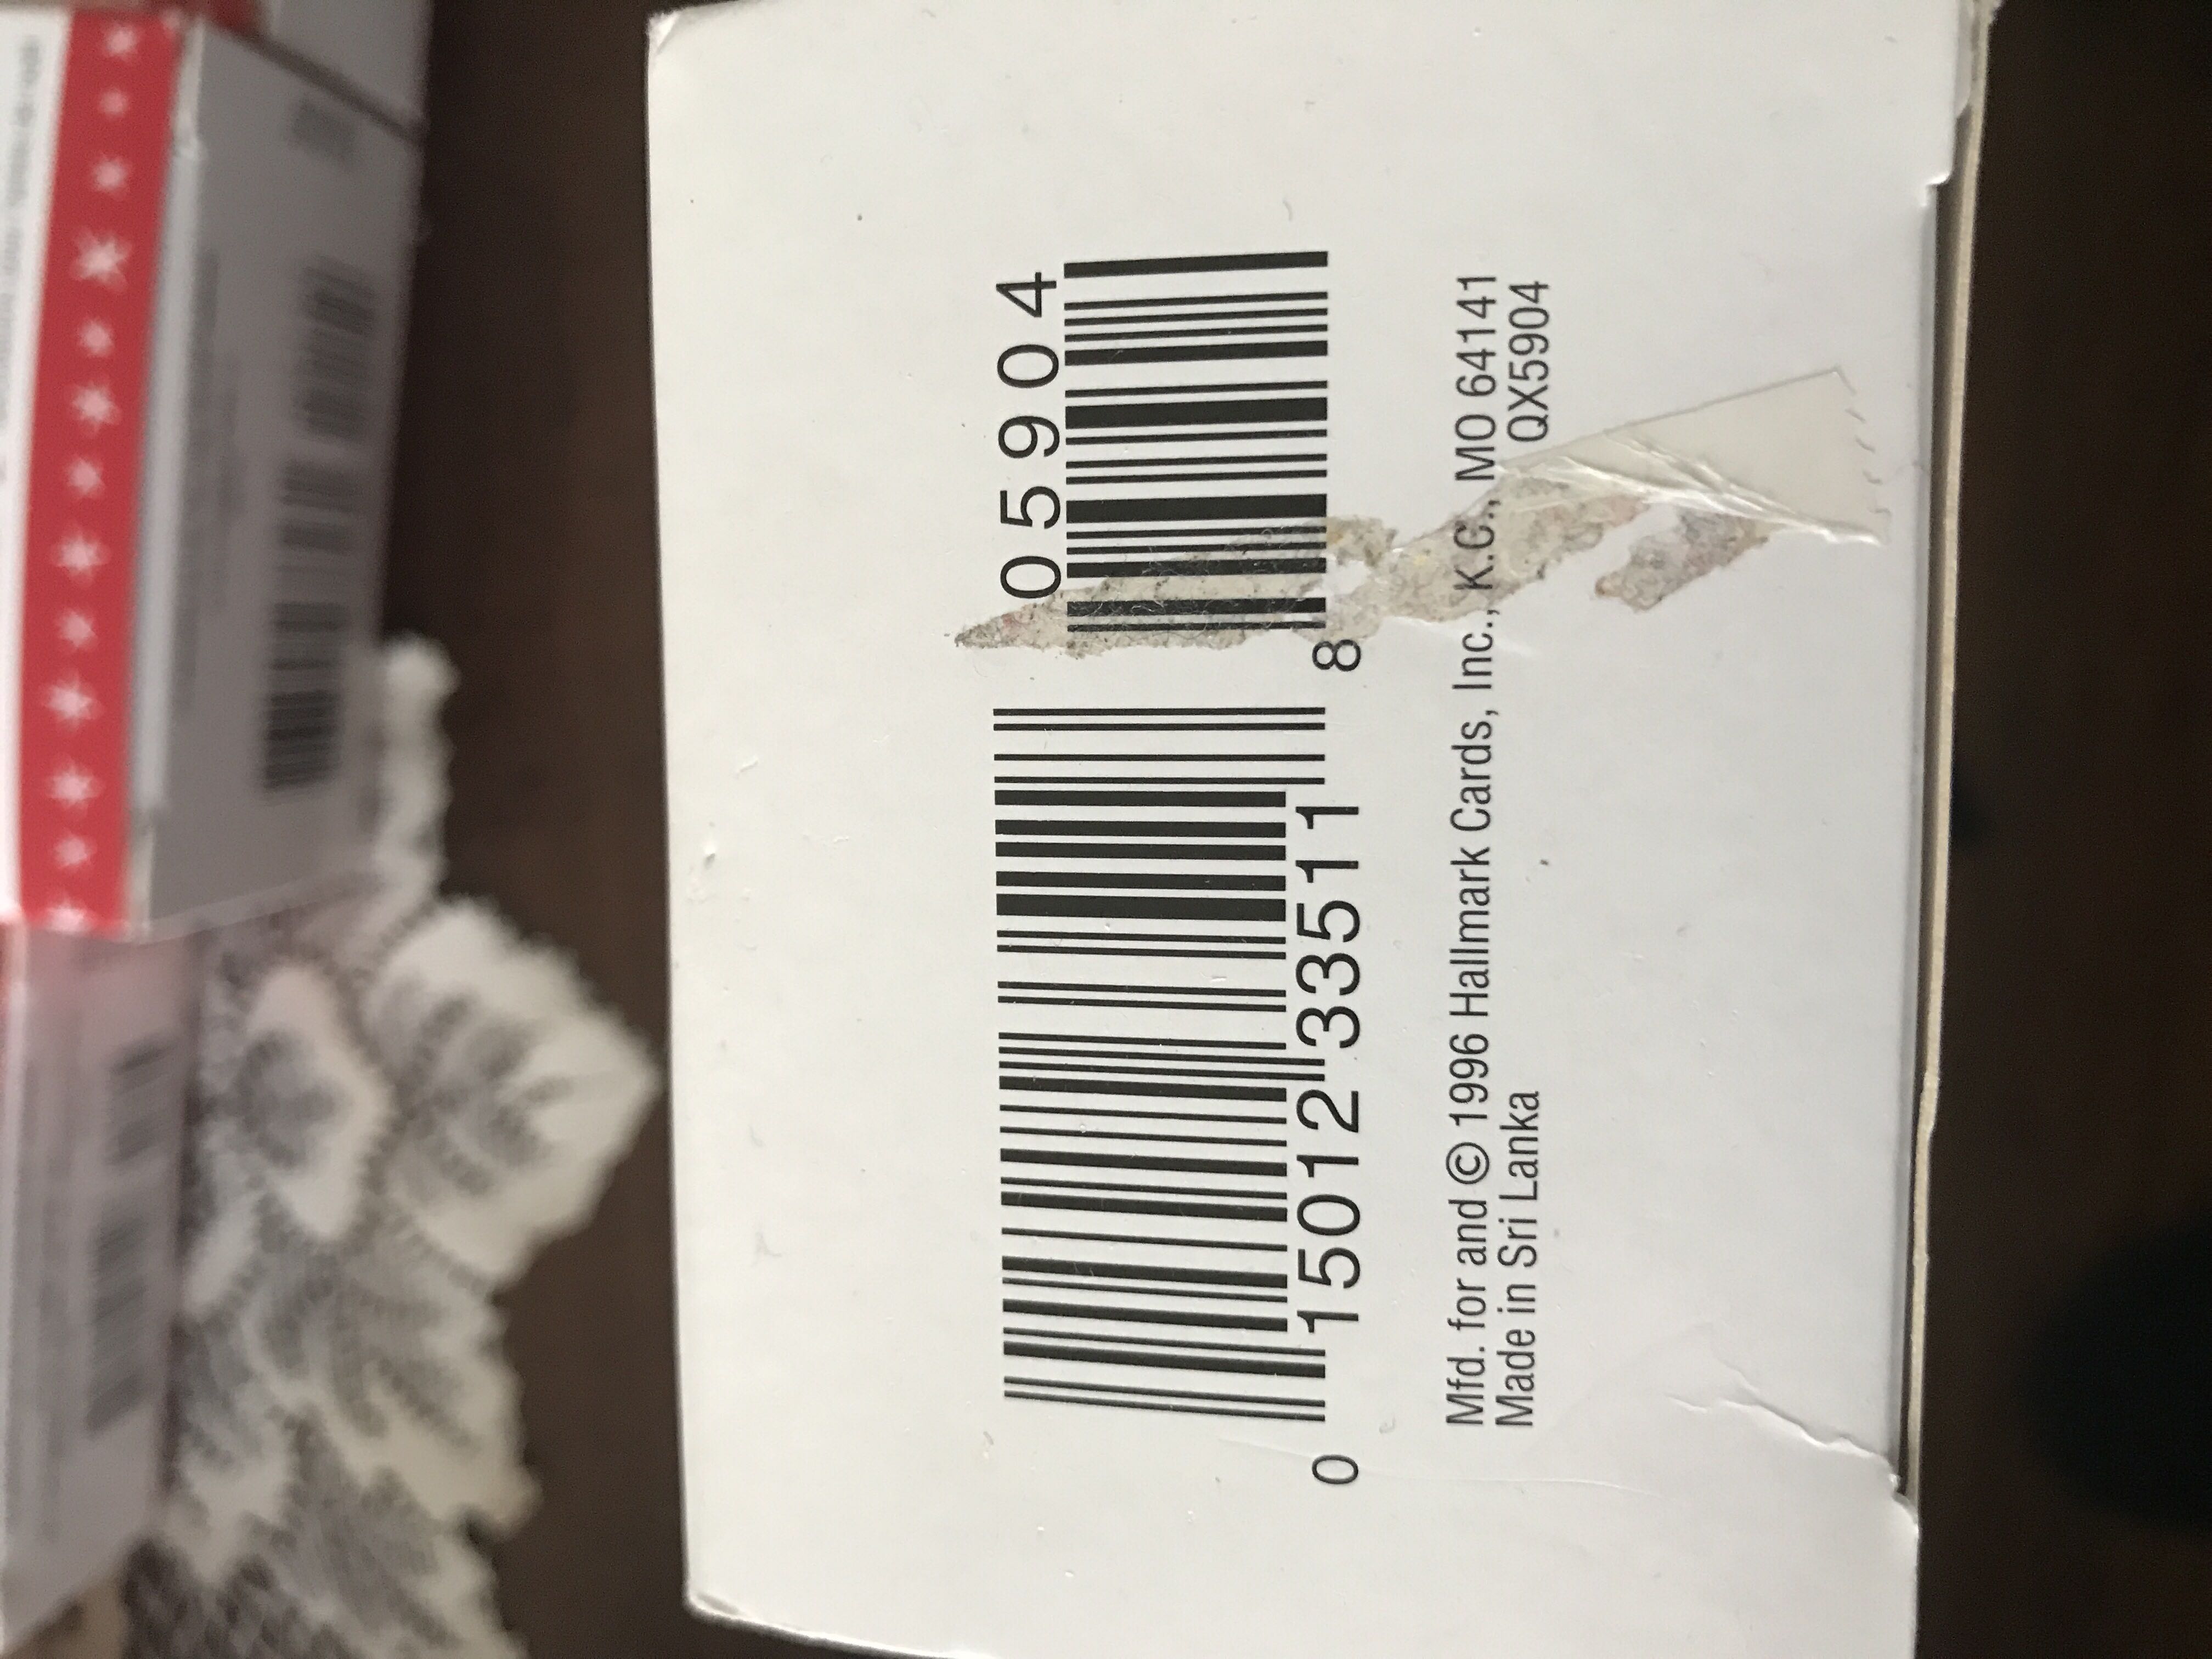 05904
0 15012 33511 8
Mfd. for and © 1996 Hallmark Cards, Inc., K.C., MO 64141
Made in Sri Lanka QX5904